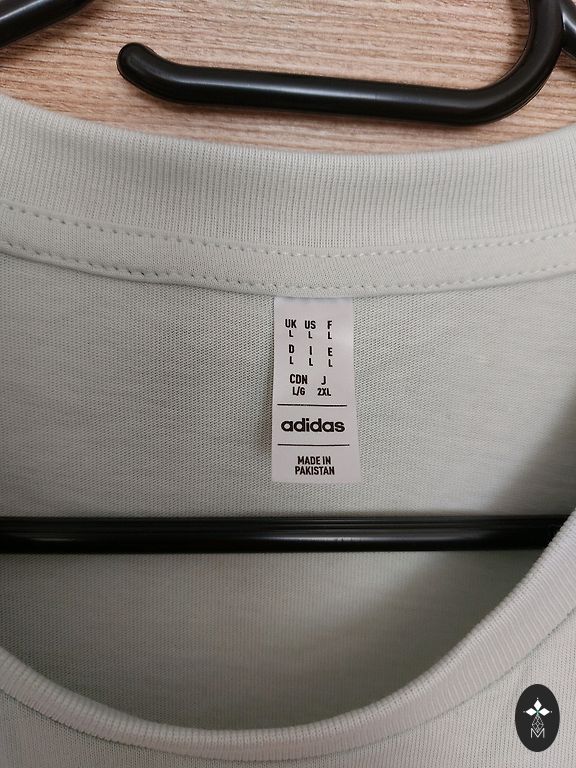 UK US F
L L L
D I E
L L L
CDN J
L/G 2XL
adidas
MADE IN
PAKISTAN
M